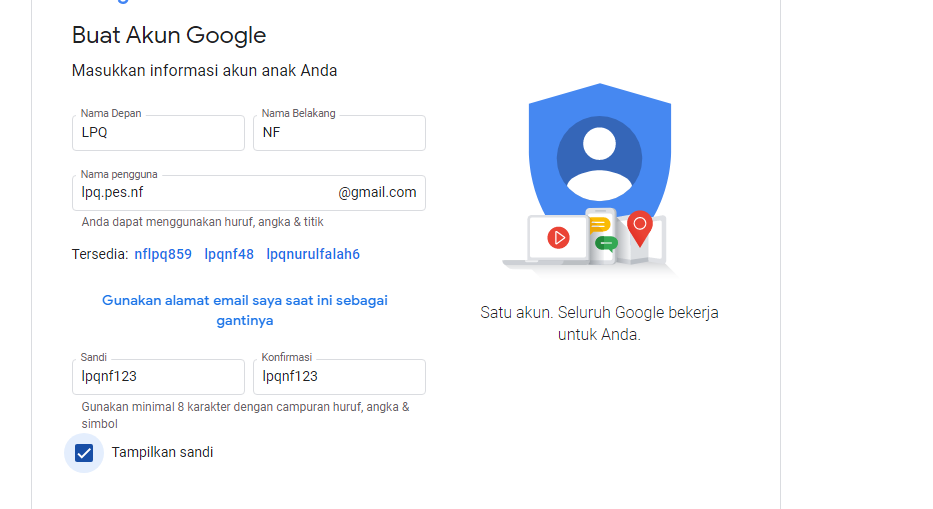 Buat Akun Google
Masukkan informasi akun anak Anda
Nama Depan
LPQ
Nama Belakang
NF
Nama pengguna
lpq.pes.nf
@gmail.com
Anda dapat menggunakan huruf, angka & titik
Tersedia: nflpq859 lpqnf48 lpqnurulfalah6
Gunakan alamat email saya saat ini sebagai
gantinya
Sandi
lpqnf123
Konfirmasi
lpqnf123
Gunakan minimal 8 karakter dengan campuran huruf, angka &
simbol
Tampilkan sandi
Satu akun. Seluruh Google bekerja
untuk Anda.